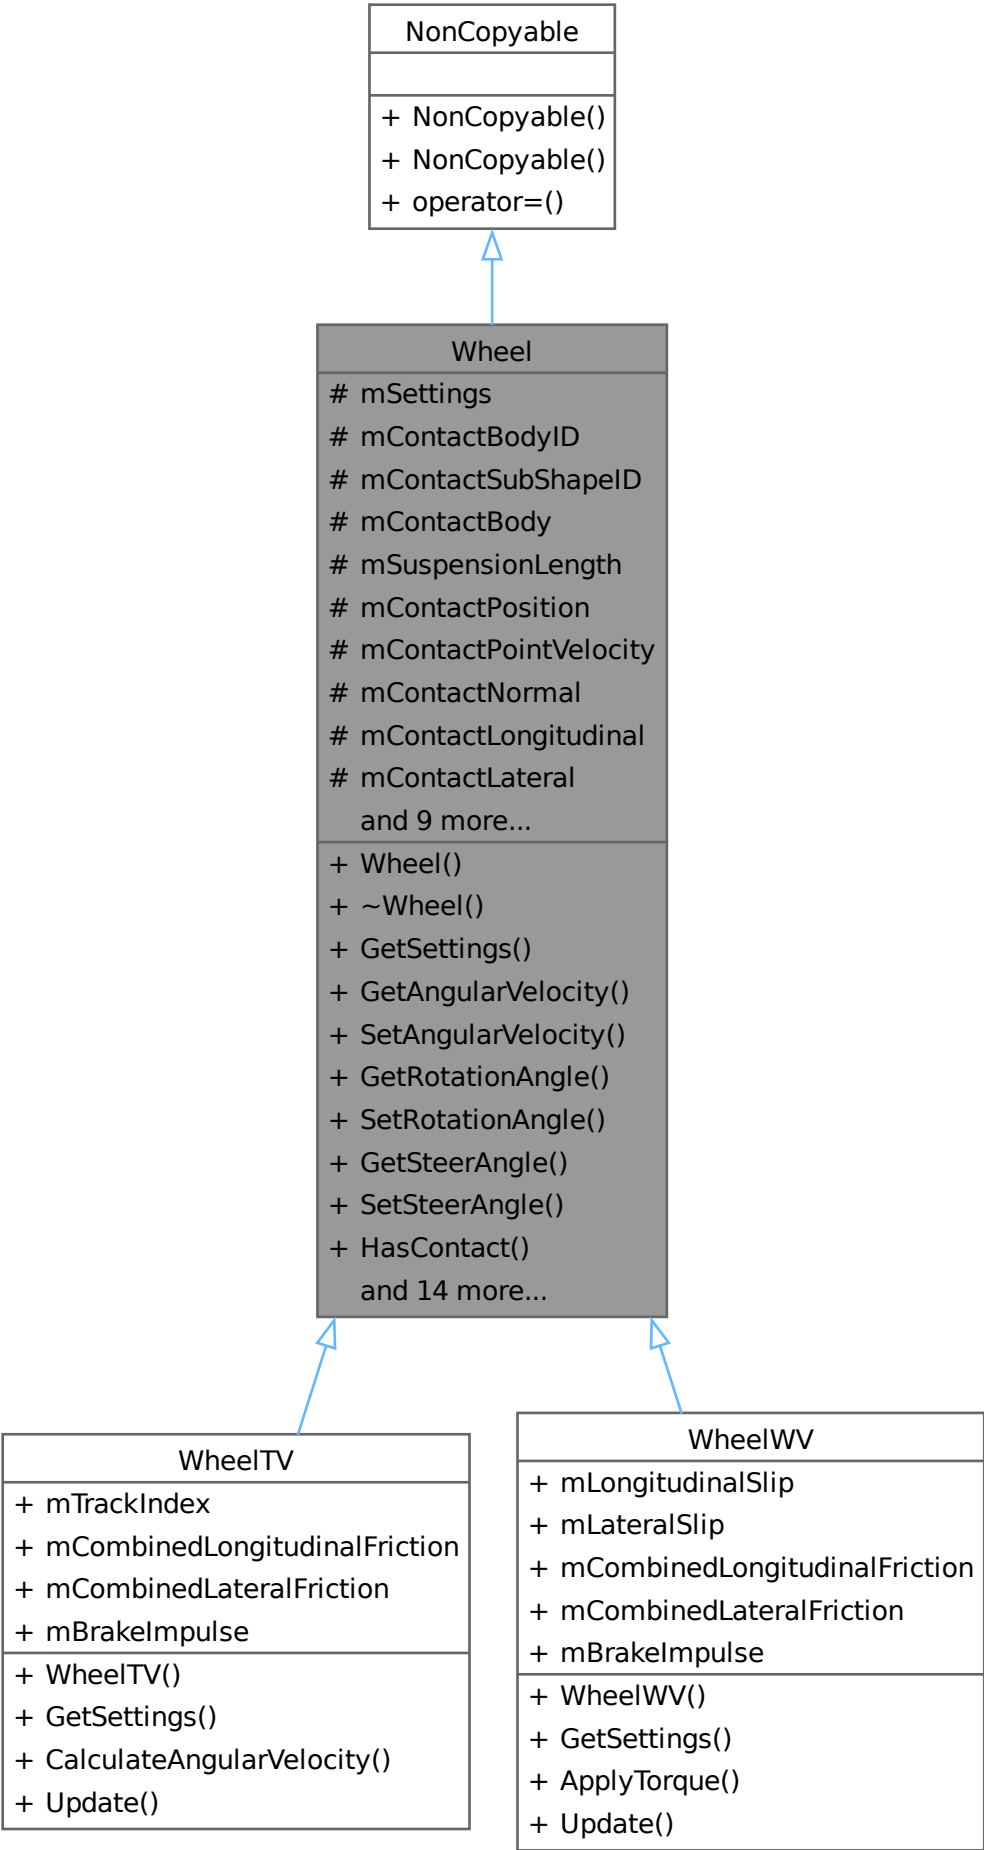 NonCopyable
+ NonCopyable()
+ NonCopyable()
+ operator=()
Wheel
# mSettings
# mContactBodyID
# mContactSubShapeID
# mContactBody
# mSuspensionLength
# mContactPosition
# mContactPointVelocity
# mContactNormal
# mContactLongitudinal
# mContactLateral
and 9 more...
+ Wheel()
+ ~Wheel()
+ GetSettings()
+ GetAngularVelocity()
+ SetAngularVelocity()
+ GetRotationAngle()
+ SetRotationAngle()
+ GetSteerAngle()
+ SetSteerAngle()
+ HasContact()
and 14 more...
WheelTV
+ mTrackIndex
+ mCombinedLongitudinalFriction
+ mCombinedLateralFriction
+ mBrakeImpulse
+ WheelTV()
+ GetSettings()
+ CalculateAngularVelocity()
+ Update()
WheelWV
+ mLongitudinalSlip
+ mLateralSlip
+ mCombinedLongitudinalFriction
+ mCombinedLateralFriction
+ mBrakeImpulse
+ WheelWV()
+ GetSettings()
+ ApplyTorque()
+ Update()